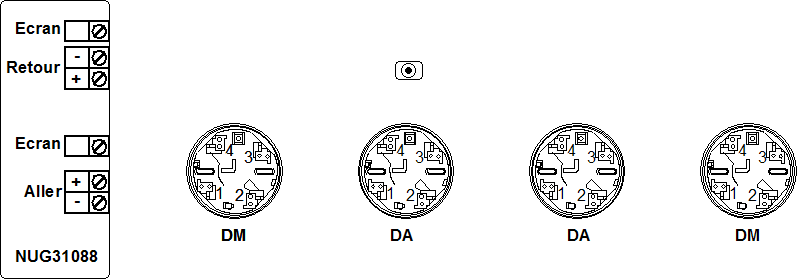 Ecran
Retour - +
Ecran
Aller + -
NUG31088
4 3 1 2
DM
4 3 1 2
DA
4 3 1 2
DA
4 3 1 2
DM